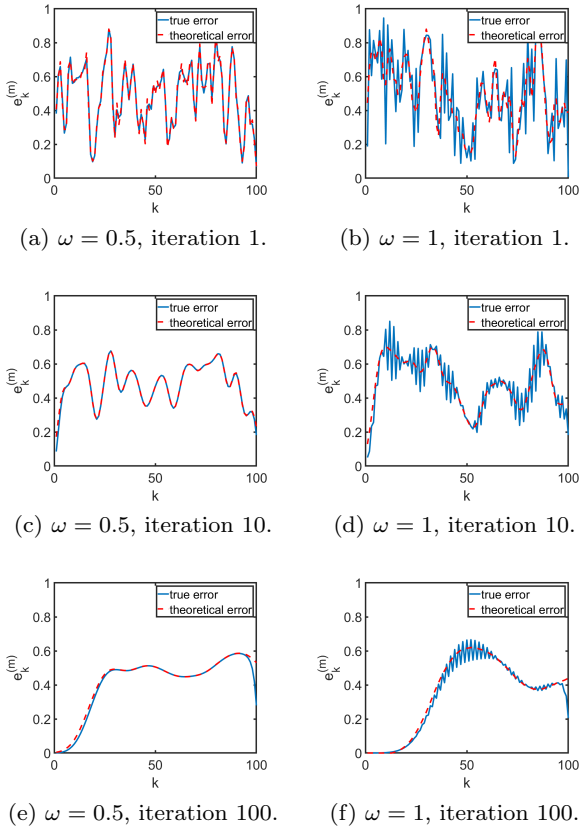 true error
theoretical error
e_k^(m)
1
0.8
0.6
0.4
0.2
0
0 50 100
k
(a) ω = 0.5, iteration 1.
true error
theoretical error
e_k^(m)
1
0.8
0.6
0.4
0.2
0
0 50 100
k
(b) ω = 1, iteration 1.
true error
theoretical error
e_k^(m)
1
0.8
0.6
0.4
0.2
0
0 50 100
k
(c) ω = 0.5, iteration 10.
true error
theoretical error
e_k^(m)
1
0.8
0.6
0.4
0.2
0
0 50 100
k
(d) ω = 1, iteration 10.
true error
theoretical error
e_k^(m)
1
0.8
0.6
0.4
0.2
0
0 50 100
k
(e) ω = 0.5, iteration 100.
true error
theoretical error
e_k^(m)
1
0.8
0.6
0.4
0.2
0
0 50 100
k
(f) ω = 1, iteration 100.